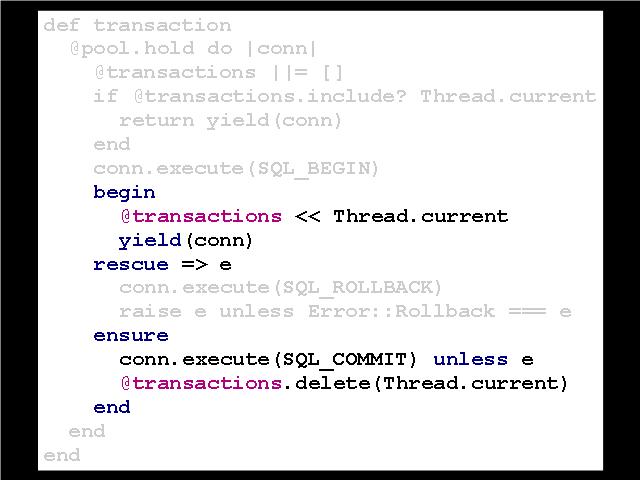 def transaction
  @pool.hold do |conn|
    @transactions ||= []
    if @transactions.include? Thread.current
      return yield(conn)
    end
    conn.execute(SQL_BEGIN)
    begin
      @transactions << Thread.current
      yield(conn)
    rescue => e
      conn.execute(SQL_ROLLBACK)
      raise e unless Error::Rollback === e
    ensure
      conn.execute(SQL_COMMIT) unless e
      @transactions.delete(Thread.current)
    end
  end
end